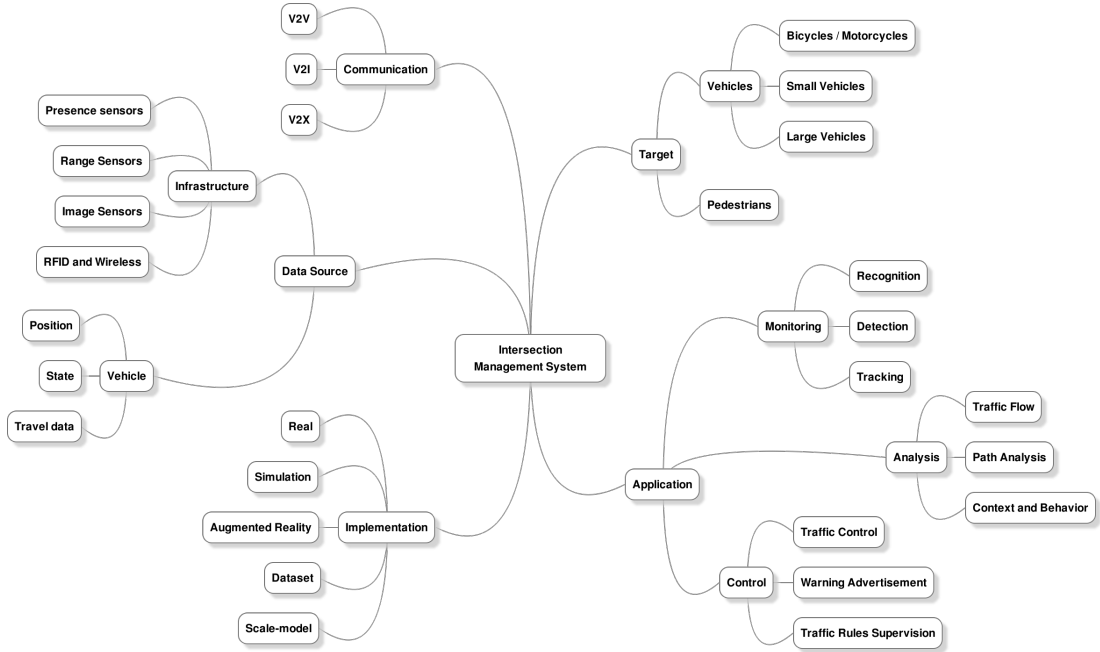 V2V
V2I
V2X
Communication
Presence sensors
Range Sensors
Image Sensors
RFID and Wireless
Infrastructure
Data Source
Position
State
Travel data
Vehicle
Real
Simulation
Augmented Reality
Dataset
Scale-model
Implementation
Intersection
Management System
Target
Vehicles
Bicycles / Motorcycles
Small Vehicles
Large Vehicles
Pedestrians
Application
Monitoring
Recognition
Detection
Tracking
Analysis
Traffic Flow
Path Analysis
Context and Behavior
Control
Traffic Control
Warning Advertisement
Traffic Rules Supervision